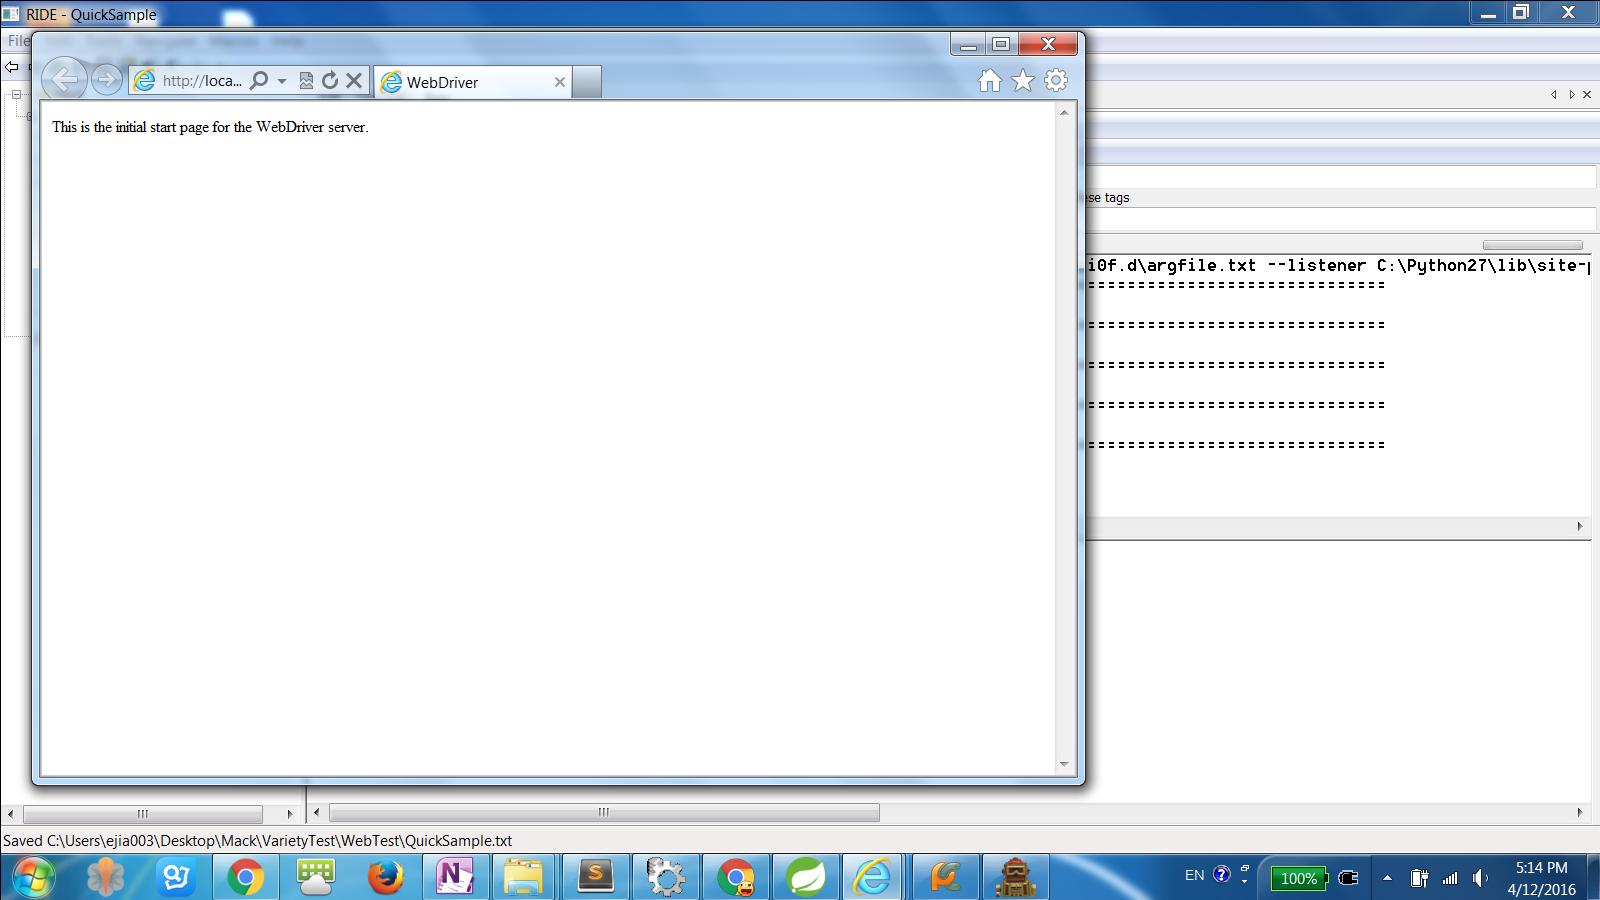 RIDE - QuickSample
File
http://loca...
WebDriver
This is the initial start page for the WebDriver server.
ese tags
i0f.d\argfile.txt --listener C:\Python27\lib\site-p
==============================
==============================
==============================
==============================
==============================
Saved C:\Users\ejia003\Desktop\Mack\VarietyTest\WebTest\QuickSample.txt
EN
100%
5:14 PM
4/12/2016